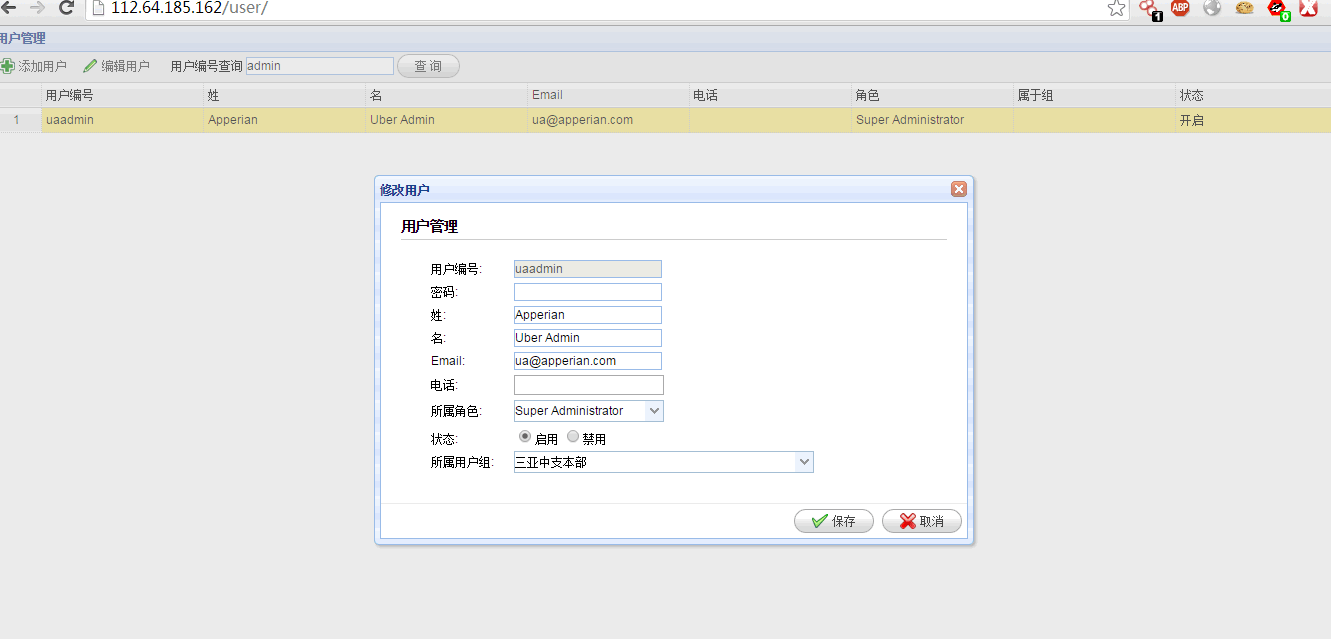 112.64.185.162/user/
1
ABP
0
用户管理
添加用户 编辑用户 用户编号查询 admin 查 询
用户编号 姓 名 Email 电话 角色 属于组 状态
1 uaadmin Apperian Uber Admin ua@apperian.com Super Administrator 开启
修改用户
用户管理
用户编号: uaadmin
密码:
姓: Apperian
名: Uber Admin
Email: ua@apperian.com
电话:
所属角色: Super Administrator
状态: 启用 禁用
所属用户组: 三亚中支本部
保存 取消